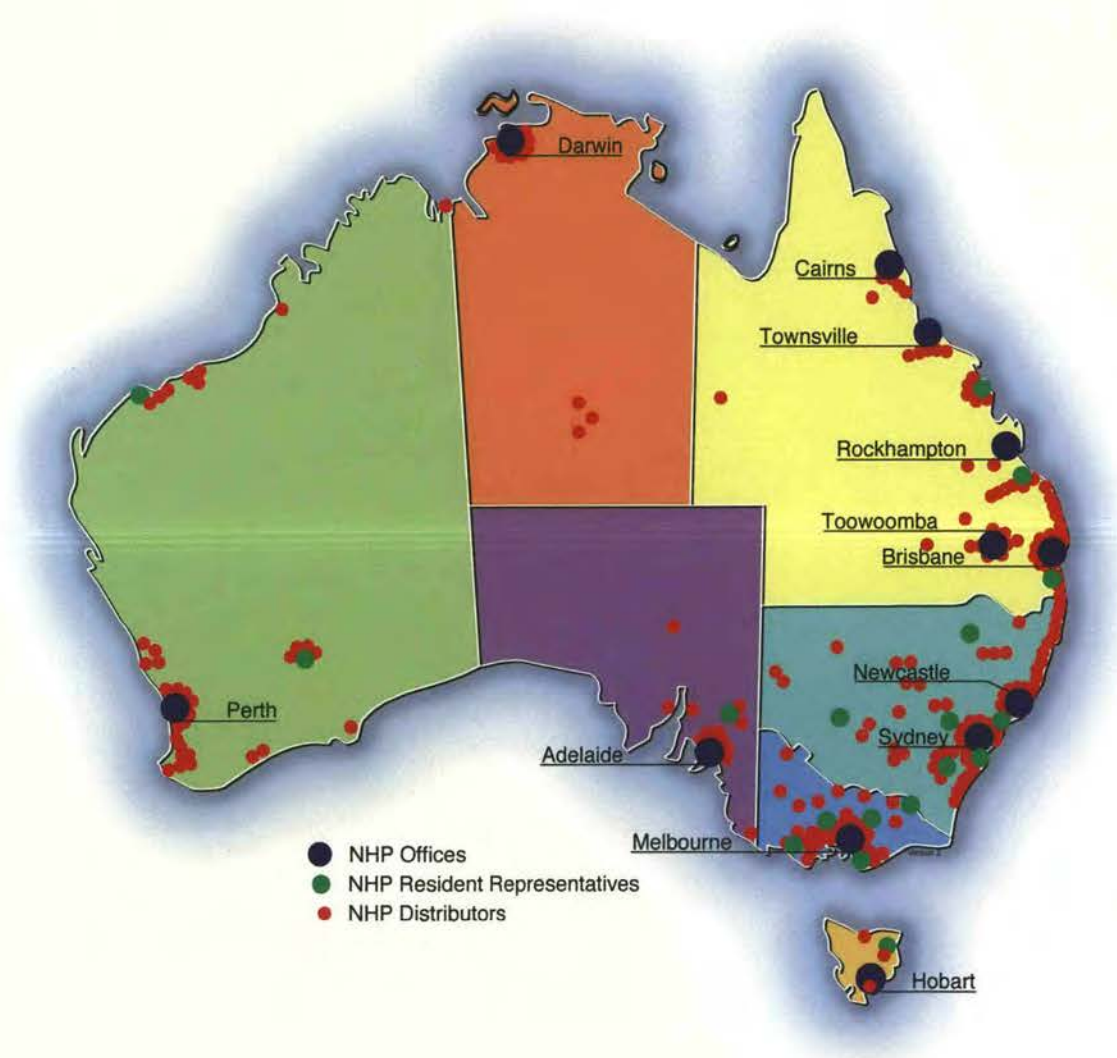 Darwin
Cairns
Townsville
Rockhampton
Toowoomba
Brisbane
Newcastle
Perth
Sydney
Adelaide
Melbourne
NHP Offices
NHP Resident Representatives
NHP Distributors
Hobart